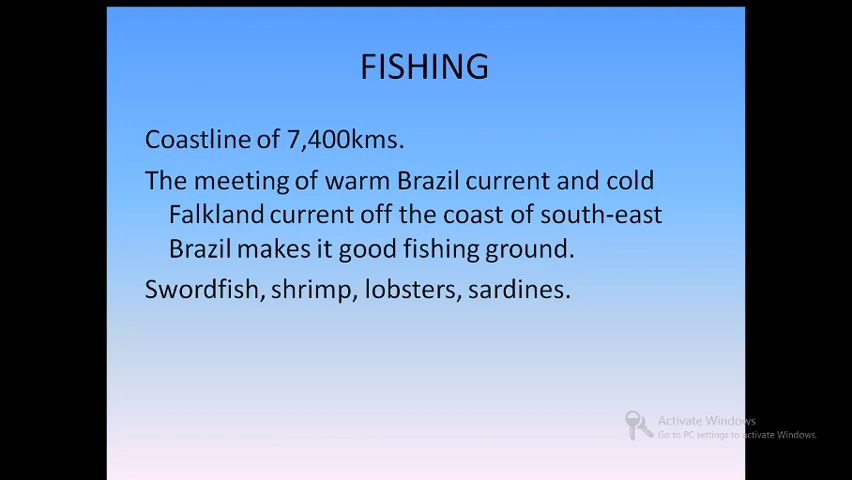 FISHING
Coastline of 7,400kms.
The meeting of warm Brazil current and cold
Falkland current off the coast of south-east
Brazil makes it good fishing ground.
Swordfish, shrimp, lobsters, sardines.
Activate Windows
Go to PC settings to activate Windows.